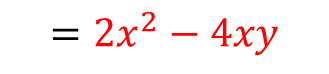 = 2x² − 4xy